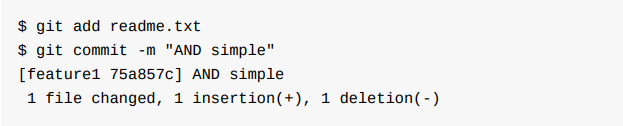 $ git add readme.txt
$ git commit -m "AND simple"
[feature1 75a857c] AND simple
 1 file changed, 1 insertion(+), 1 deletion(-)